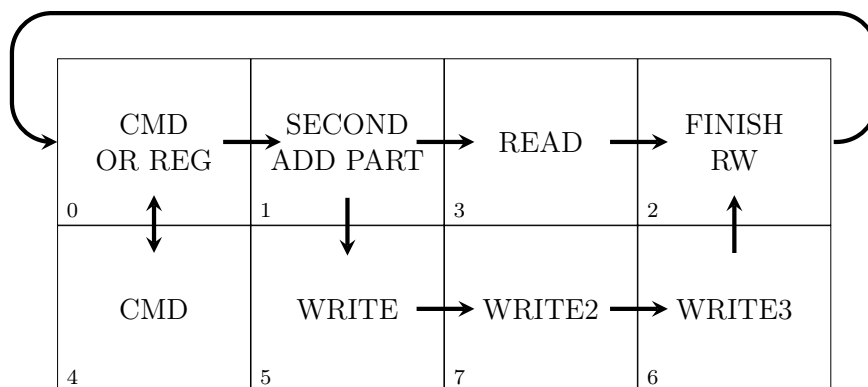 CMD
OR REG
0
SECOND
ADD PART
1
READ
3
FINISH
RW
2
CMD
4
WRITE
5
WRITE2
7
WRITE3
6